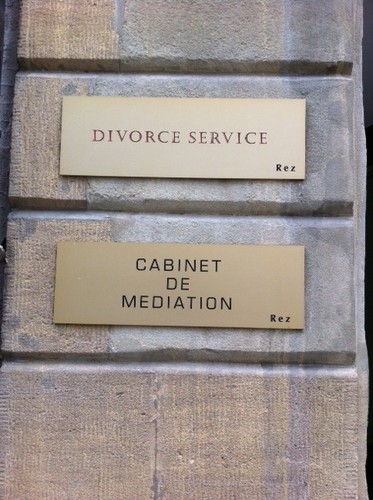 DIVORCE SERVICE
Rez
CABINET
DE
MEDIATION
Rez